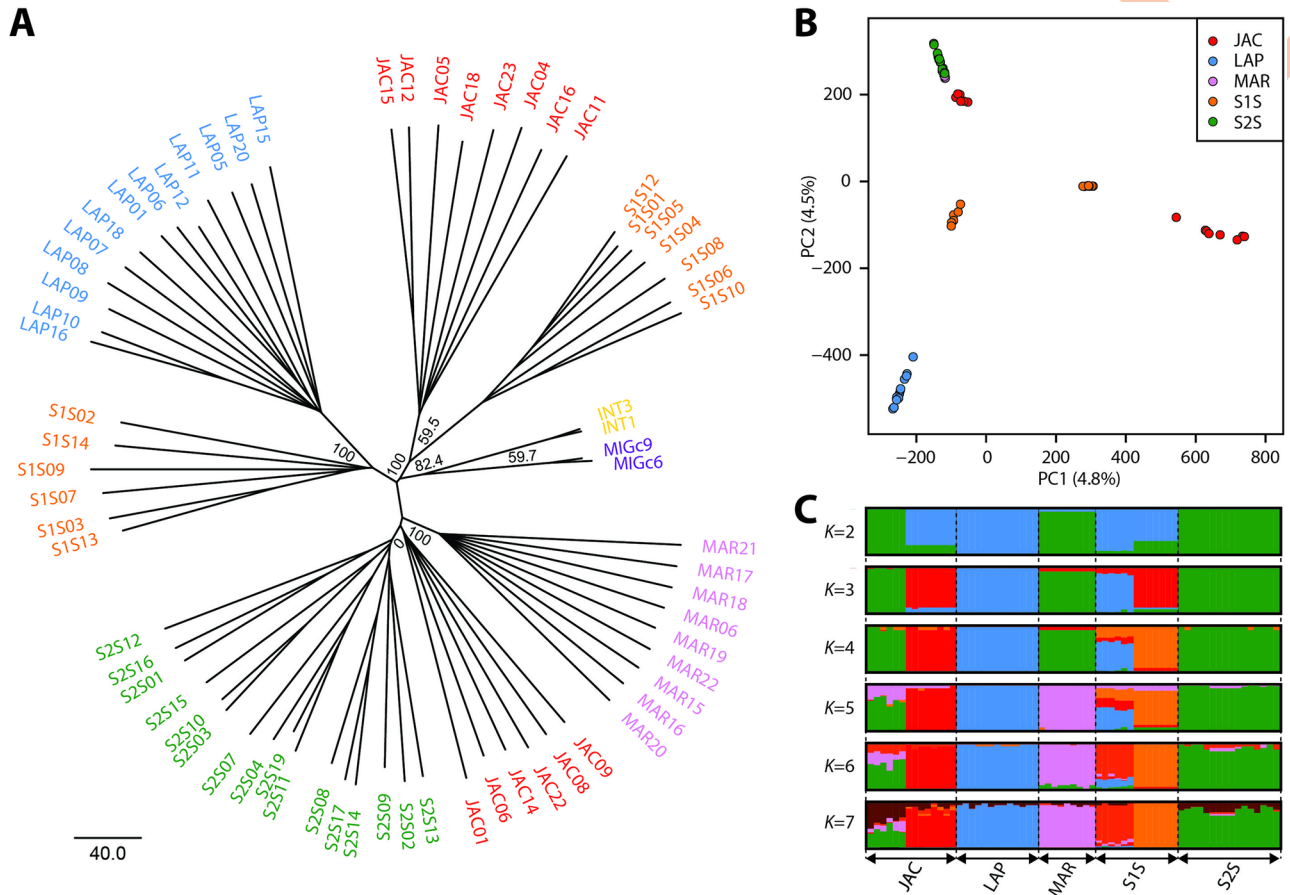 A
JAC15
JAC12
JAC05
JAC18
JAC23
JAC04
JAC16
JAC11
LAP15
LAP20
LAP05
LAP11
LAP12
LAP06
LAP01
LAP18
LAP07
LAP08
LAP09
LAP10
LAP16
S1S12
S1S01
S1S05
S1S04
S1S08
S1S06
S1S10
INT3
INT1
MIGc9
MIGc6
59.5
100
100
82.4
59.7
S1S02
S1S14
S1S09
S1S07
S1S03
S1S13
0
100
MAR21
MAR17
MAR18
MAR06
MAR19
MAR22
MAR15
MAR16
MAR20
S2S12
S2S16
S2S01
S2S15
S2S10
S2S03
S2S07
S2S04
S2S19
S2S11
S2S08
S2S17
S2S14
S2S09
S2S02
S2S13
JAC01
JAC06
JAC14
JAC22
JAC08
JAC09
40.0
B
JAC
LAP
MAR
S1S
S2S
200
0
−200
−400
PC2 (4.5%)
−200
0
200
400
600
800
PC1 (4.8%)
C
K=2
K=3
K=4
K=5
K=6
K=7
JAC
LAP
MAR
S1S
S2S